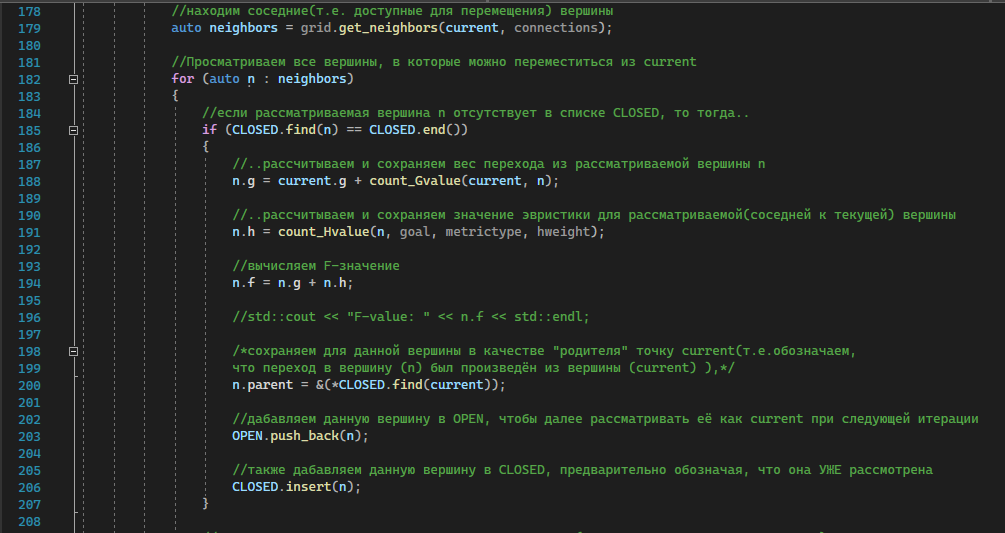 178 //находим соседние(т.е. доступные для перемещения) вершины
179 auto neighbors = grid.get_neighbors(current, connections);
180
181 //Просматриваем все вершины, в которые можно переместиться из current
182 for (auto n : neighbors)
183 {
184 //если рассматриваемая вершина n отсутствует в списке CLOSED, то тогда..
185 if (CLOSED.find(n) == CLOSED.end())
186 {
187 //..рассчитываем и сохраняем вес перехода из рассматриваемой вершины n
188 n.g = current.g + count_Gvalue(current, n);
189
190 //..рассчитываем и сохраняем значение эвристики для рассматриваемой(соседней к текущей) вершины
191 n.h = count_Hvalue(n, goal, metrictype, hweight);
192
193 //вычисляем F-значение
194 n.f = n.g + n.h;
195
196 //std::cout << "F-value: " << n.f << std::endl;
197
198 /*сохраняем для данной вершины в качестве "родителя" точку current(т.е.обозначаем,
199 что переход в вершину (n) был произведён из вершины (current) ),*/
200 n.parent = &(*CLOSED.find(current));
201
202 //дабавляем данную вершину в OPEN, чтобы далее рассматривать её как current при следующей итерации
203 OPEN.push_back(n);
204
205 //также дабавляем данную вершину в CLOSED, предварительно обозначая, что она УЖЕ рассмотрена
206 CLOSED.insert(n);
207 }
208